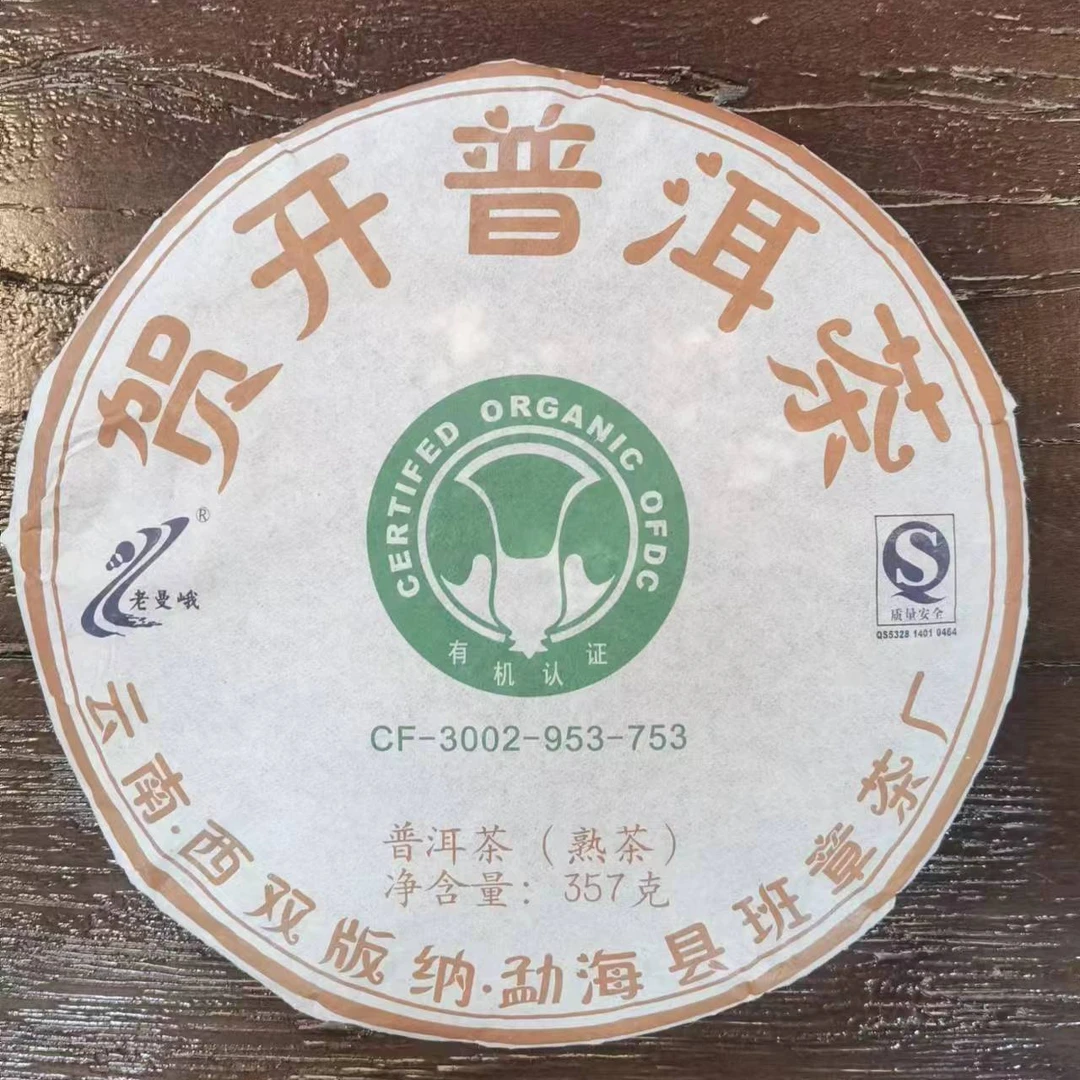 贺开普洱茶
CERTIFED ORGANIC OFDC
有机认证
®
老曼峨
质量安全
QS5328 1401 0464
CF-3002-953-753
普洱茶（熟茶）
净含量：357克
云南·西双版纳·勐海县班章茶厂